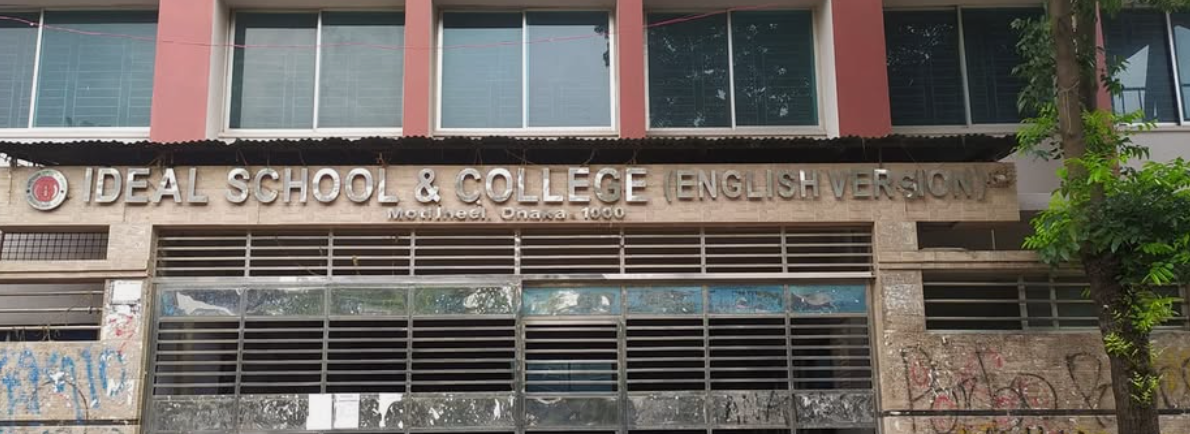 IDEAL SCHOOL & COLLEGE (ENGLISH VERSION)
Motijheel, Dhaka 1000